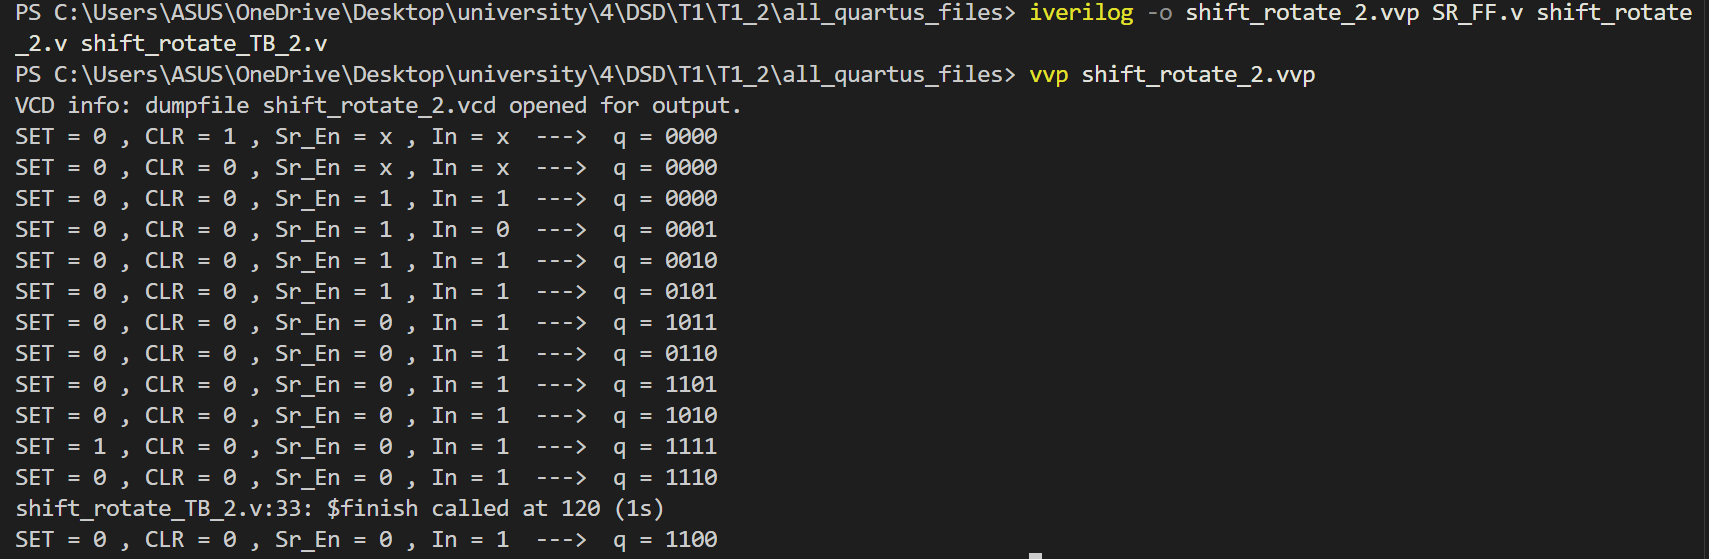 PS C:\Users\ASUS\OneDrive\Desktop\university\4\DSD\T1\T1_2\all_quartus_files> iverilog -o shift_rotate_2.vvp SR_FF.v shift_rotate
_2.v shift_rotate_TB_2.v
PS C:\Users\ASUS\OneDrive\Desktop\university\4\DSD\T1\T1_2\all_quartus_files> vvp shift_rotate_2.vvp
VCD info: dumpfile shift_rotate_2.vcd opened for output.
SET = 0 , CLR = 1 , Sr_En = x , In = x  --->  q = 0000
SET = 0 , CLR = 0 , Sr_En = x , In = x  --->  q = 0000
SET = 0 , CLR = 0 , Sr_En = 1 , In = 1  --->  q = 0000
SET = 0 , CLR = 0 , Sr_En = 1 , In = 0  --->  q = 0001
SET = 0 , CLR = 0 , Sr_En = 1 , In = 1  --->  q = 0010
SET = 0 , CLR = 0 , Sr_En = 1 , In = 1  --->  q = 0101
SET = 0 , CLR = 0 , Sr_En = 0 , In = 1  --->  q = 1011
SET = 0 , CLR = 0 , Sr_En = 0 , In = 1  --->  q = 0110
SET = 0 , CLR = 0 , Sr_En = 0 , In = 1  --->  q = 1101
SET = 0 , CLR = 0 , Sr_En = 0 , In = 1  --->  q = 1010
SET = 1 , CLR = 0 , Sr_En = 0 , In = 1  --->  q = 1111
SET = 0 , CLR = 0 , Sr_En = 0 , In = 1  --->  q = 1110
shift_rotate_TB_2.v:33: $finish called at 120 (1s)
SET = 0 , CLR = 0 , Sr_En = 0 , In = 1  --->  q = 1100